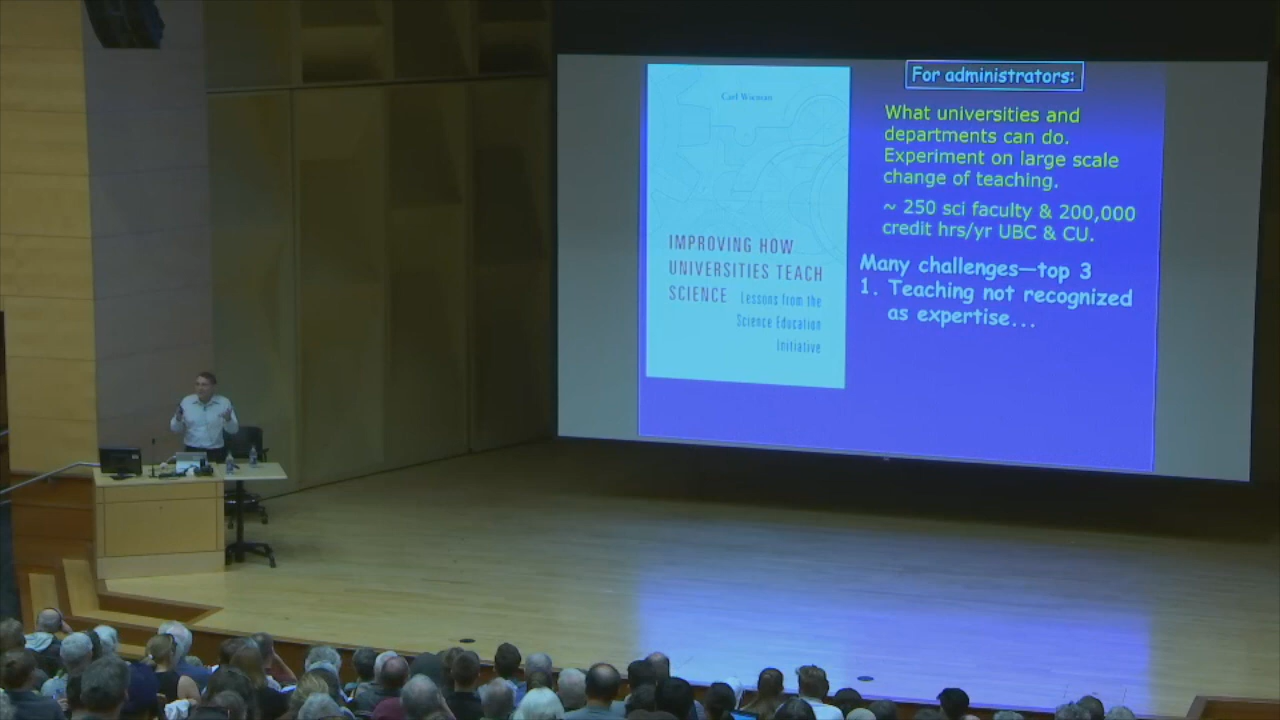 Carl Wieman
IMPROVING HOW
UNIVERSITIES TEACH
SCIENCE Lessons from the
Science Education
Initiative
For administrators:
What universities and
departments can do.
Experiment on large scale
change of teaching.
~ 250 sci faculty & 200,000
credit hrs/yr UBC & CU.
Many challenges—top 3
1. Teaching not recognized
as expertise...